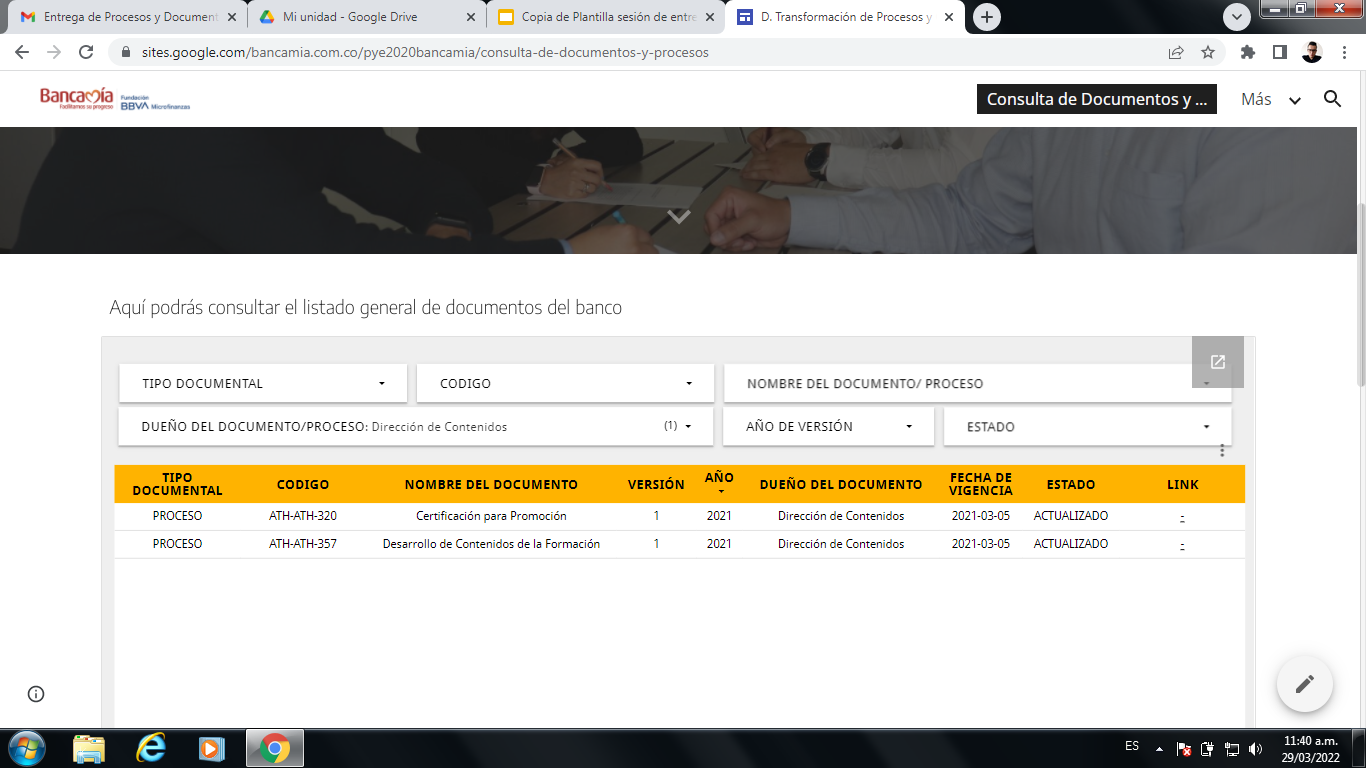 Entrega de Procesos y Document
Mi unidad - Google Drive
Copia de Plantilla sesión de entre
D. Transformación de Procesos y
sites.google.com/bancamia.com.co/pye2020bancamia/consulta-de-documentos-y-procesos
Bancamía
Facilitamos su progreso
Fundación
BBVA Microfinanzas
Consulta de Documentos y ...
Más
Aquí podrás consultar el listado general de documentos del banco
TIPO DOCUMENTAL
CODIGO
NOMBRE DEL DOCUMENTO/ PROCESO
DUEÑO DEL DOCUMENTO/PROCESO: Dirección de Contenidos (1)
AÑO DE VERSIÓN
ESTADO
TIPO DOCUMENTAL CODIGO NOMBRE DEL DOCUMENTO VERSIÓN AÑO DUEÑO DEL DOCUMENTO FECHA DE VIGENCIA ESTADO LINK
PROCESO ATH-ATH-320 Certificación para Promoción 1 2021 Dirección de Contenidos 2021-03-05 ACTUALIZADO -
PROCESO ATH-ATH-357 Desarrollo de Contenidos de la Formación 1 2021 Dirección de Contenidos 2021-03-05 ACTUALIZADO -
ES
11:40 a.m.
29/03/2022